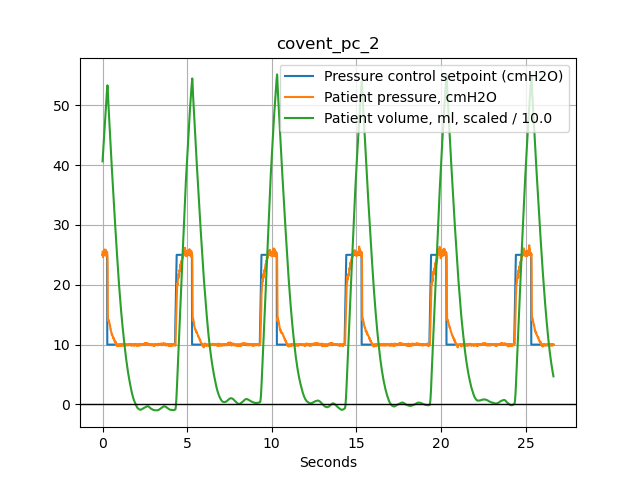 covent_pc_2
Pressure control setpoint (cmH2O)
Patient pressure, cmH2O
Patient volume, ml, scaled / 10.0
50
40
30
20
10
0
0 5 10 15 20 25
Seconds